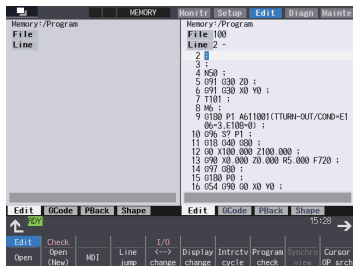 MEMORY
Monitr Setup Edit Diagn Mainte
Memory:/Program
File
Line
Memory:/Program
File 100
Line 2 -
2 ;
3 ;
4 N50 ;
5 G91 G30 Z0 ;
6 G91 G30 X0 Y0 ;
7 T101 ;
8 M6 ;
9 G180 P1 A611001(TTURN-OUT/COND=E1
06=3.E108=0) ;
10 G96 S? P1 ;
11 G18 G40 G80 ;
12 G0 X100.000 Z100.000 ;
13 G90 X0.000 Z0.000 R5.000 F720 ;
14 G97 G80 ;
15 G180 P0 ;
16 G54 G90 G0 X0 Y0 ;
Edit GCode PBack Shape
Edit GCode PBack Shape
RDY
15:28
Edit Check I/O
Open
Open (New)
MDI
Line jump
<--> change
Display change
Intrctv cycle
Program check
Synchro view
Cursor OP srch